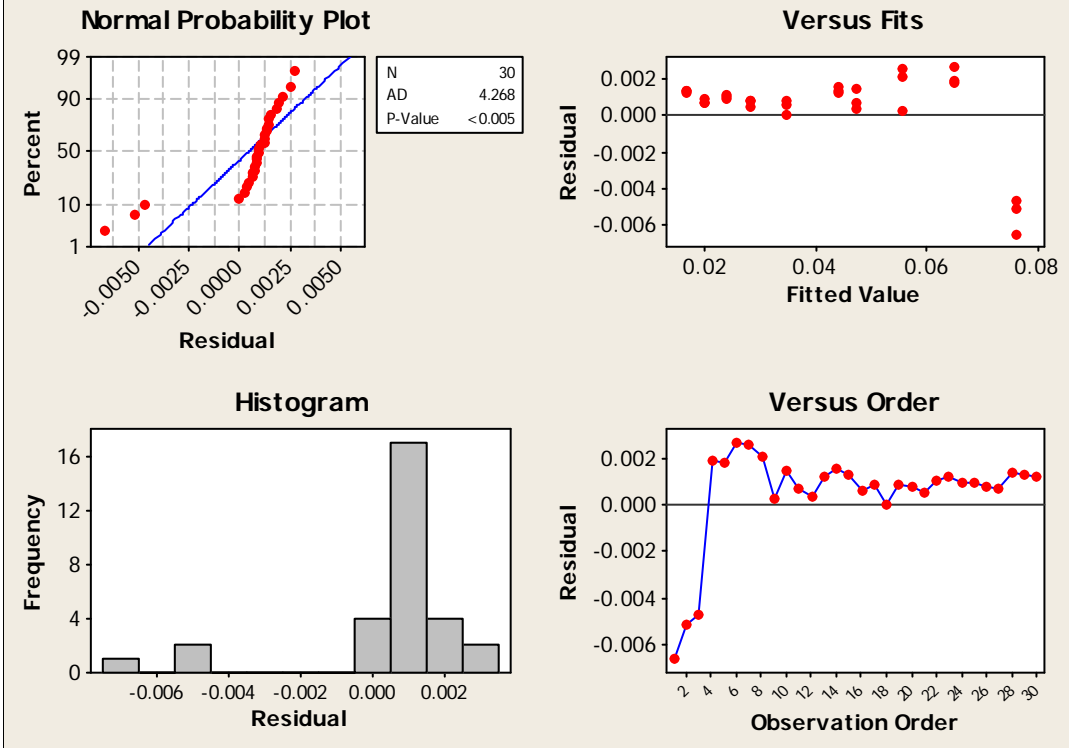 Normal Probability Plot
99
90
50
10
1
Percent
-0.0050
-0.0025
0.0000
0.0025
0.0050
Residual
N 30
AD 4.268
P-Value <0.005
Versus Fits
0.002
0.000
-0.002
-0.004
-0.006
Residual
0.02 0.04 0.06 0.08
Fitted Value
Histogram
16
12
8
4
0
Frequency
-0.006 -0.004 -0.002 0.000 0.002
Residual
Versus Order
0.002
0.000
-0.002
-0.004
-0.006
Residual
2 4 6 8 10 12 14 16 18 20 22 24 26 28 30
Observation Order